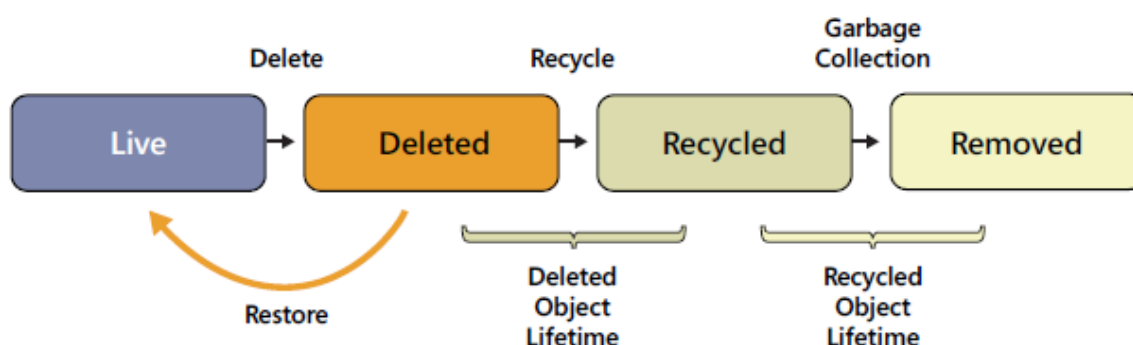 Garbage
Delete Recycle Collection
Live Deleted Recycled Removed
Deleted Recycled
Object Object
Restore Lifetime Lifetime